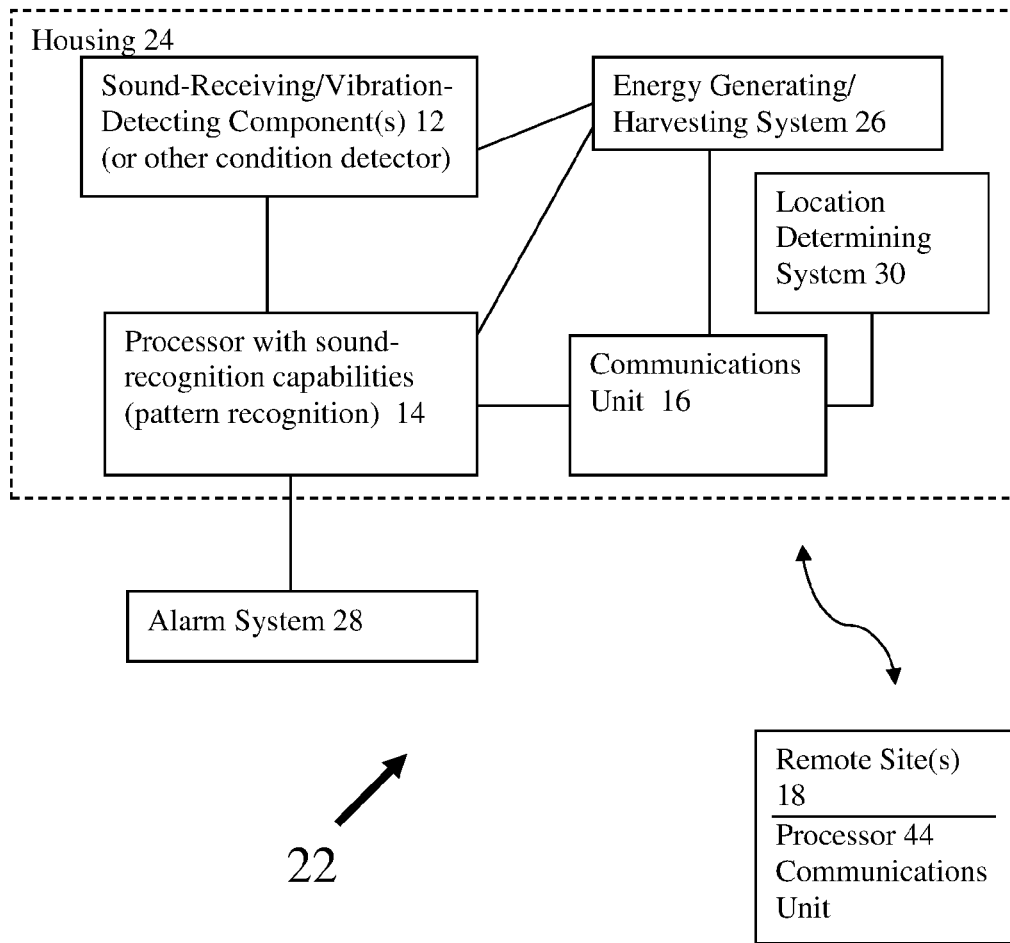 Housing 24
Sound-Receiving/Vibration-
Detecting Component(s) 12
(or other condition detector)
Energy Generating/
Harvesting System 26
Location
Determining
System 30
Processor with sound-
recognition capabilities
(pattern recognition) 14
Communications
Unit 16
Alarm System 28
Remote Site(s)
18
Processor 44
Communications
Unit
22